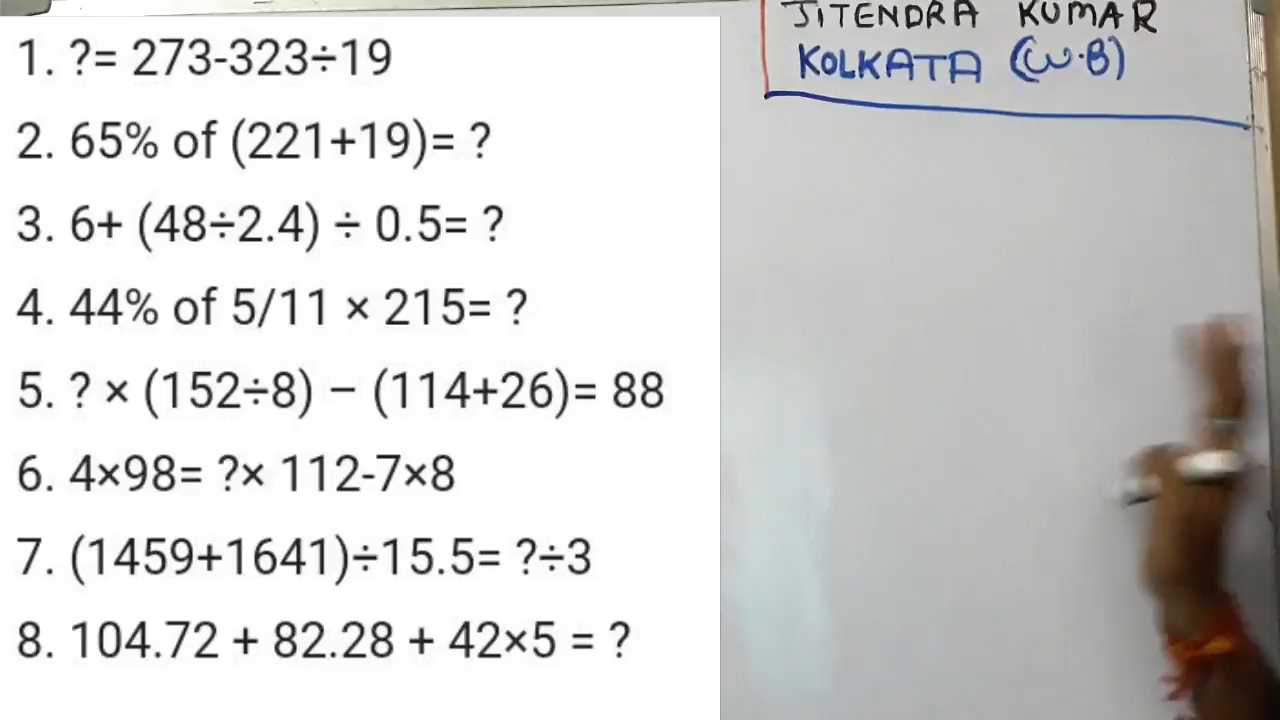 1. ?= 273-323÷19
2. 65% of (221+19)= ?
3. 6+ (48÷2.4) ÷ 0.5= ?
4. 44% of 5/11 × 215= ?
5. ? × (152÷8) – (114+26)= 88
6. 4×98= ?× 112-7×8
7. (1459+1641)÷15.5= ?÷3
8. 104.72 + 82.28 + 42×5 = ?
JITENDRA KUMAR
KOLKATA (W.B)